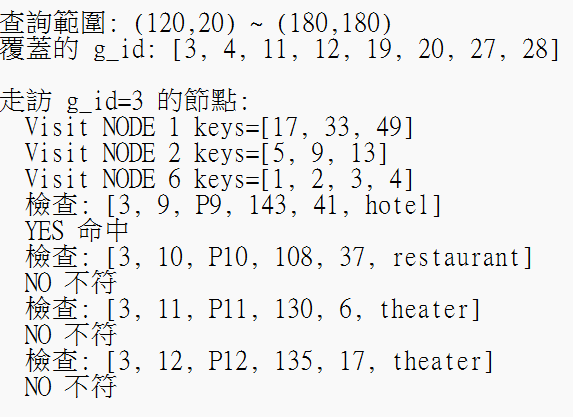 查詢範圍: (120,20) ~ (180,180)
覆蓋的 g_id: [3, 4, 11, 12, 19, 20, 27, 28]
走訪 g_id=3 的節點:
Visit NODE 1 keys=[17, 33, 49]
Visit NODE 2 keys=[5, 9, 13]
Visit NODE 6 keys=[1, 2, 3, 4]
檢查: [3, 9, P9, 143, 41, hotel]
YES 命中
檢查: [3, 10, P10, 108, 37, restaurant]
NO 不符
檢查: [3, 11, P11, 130, 6, theater]
NO 不符
檢查: [3, 12, P12, 135, 17, theater]
NO 不符